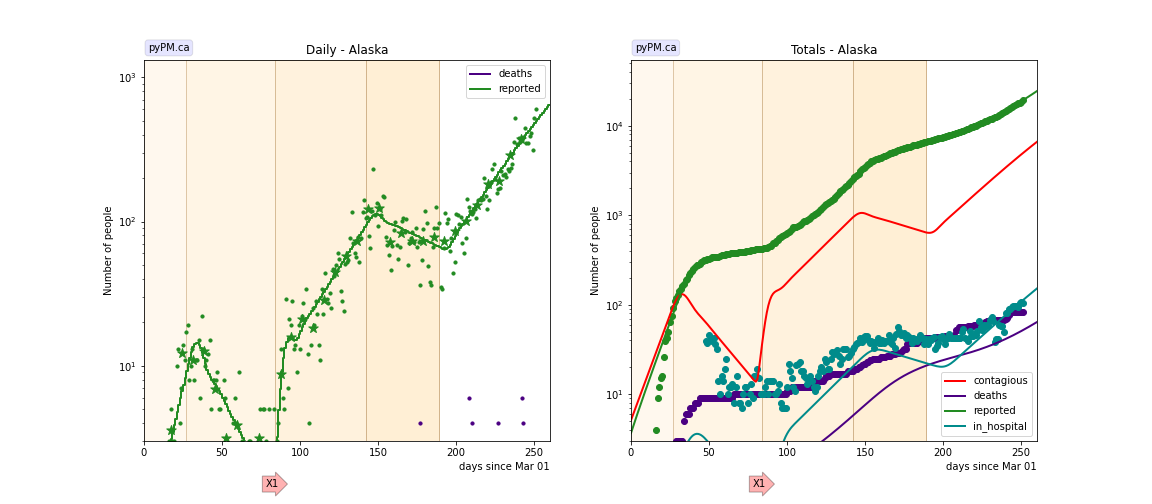 pyPM.ca
Daily - Alaska
deaths
reported
Number of people
10³
10²
10¹
0
50
100
150
200
250
days since Mar 01
X1
pyPM.ca
Totals - Alaska
Number of people
10⁴
10³
10²
10¹
contagious
deaths
reported
in_hospital
0
50
100
150
200
250
days since Mar 01
X1